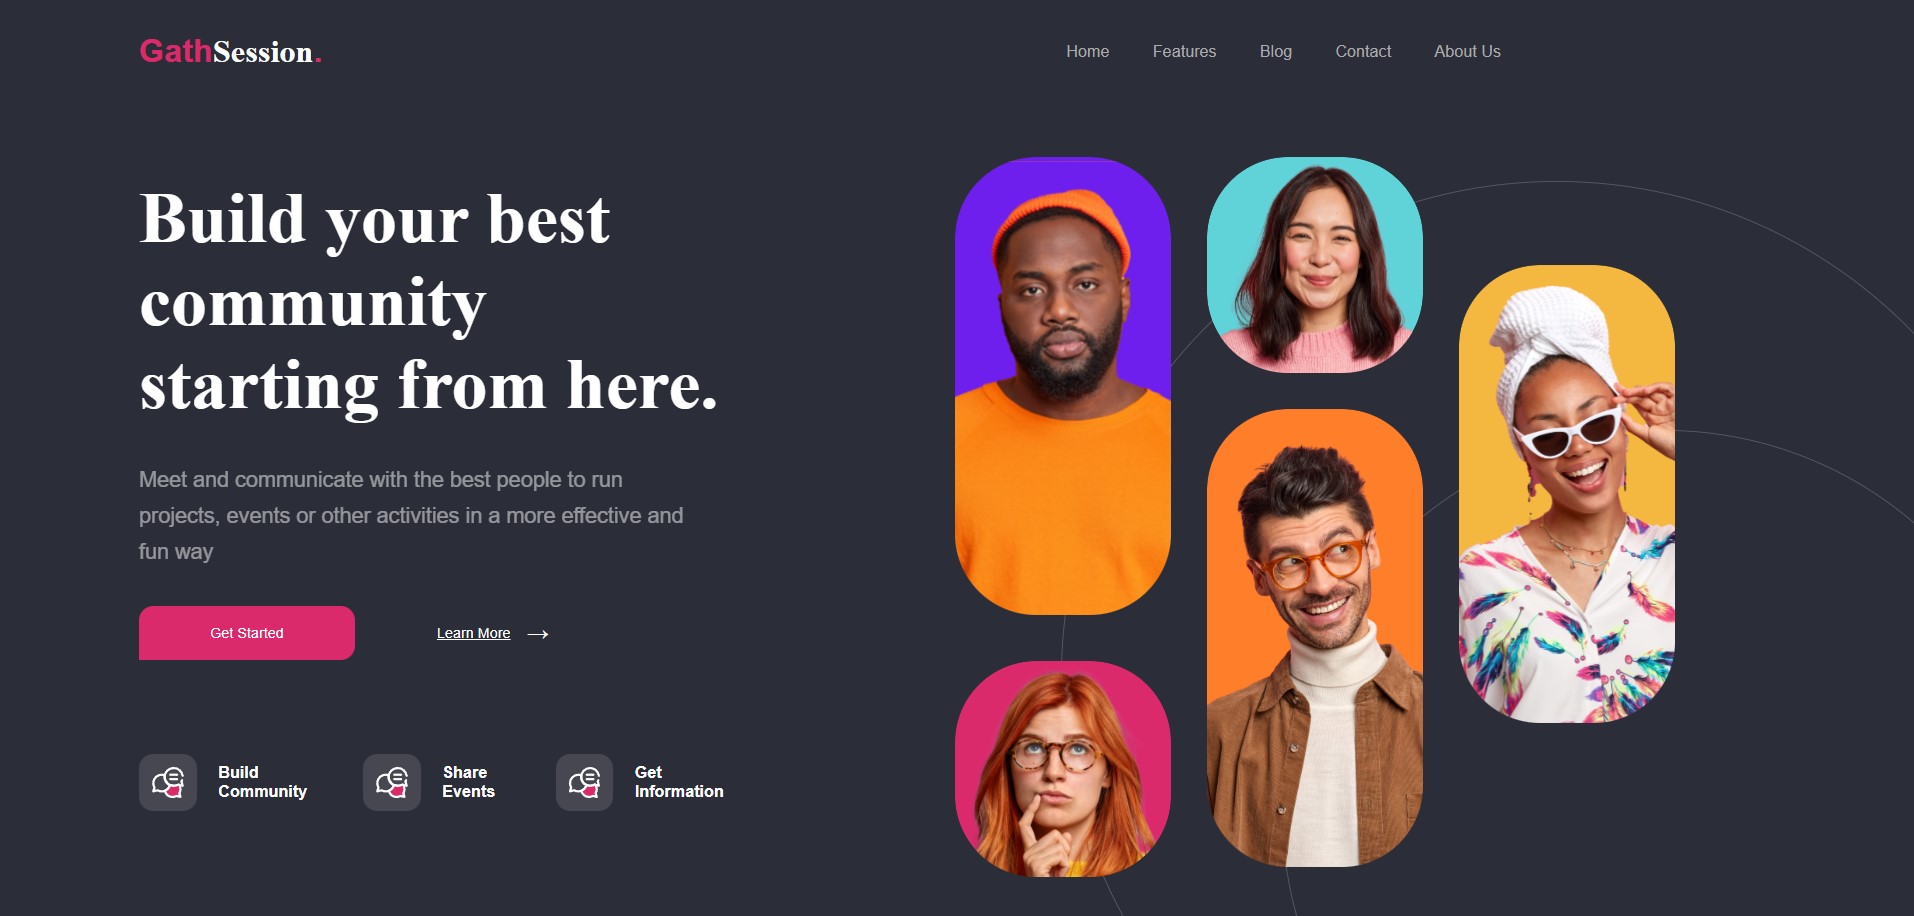 GathSession.
Home Features Blog Contact About Us
Build your best
community
starting from here.
Meet and communicate with the best people to run
projects, events or other activities in a more effective and
fun way
Get Started
Learn More
Build
Community
Share
Events
Get
Information